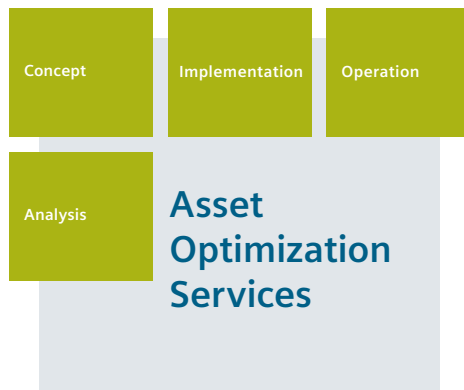 Concept
Implementation
Operation
Analysis
Asset
Optimization
Services